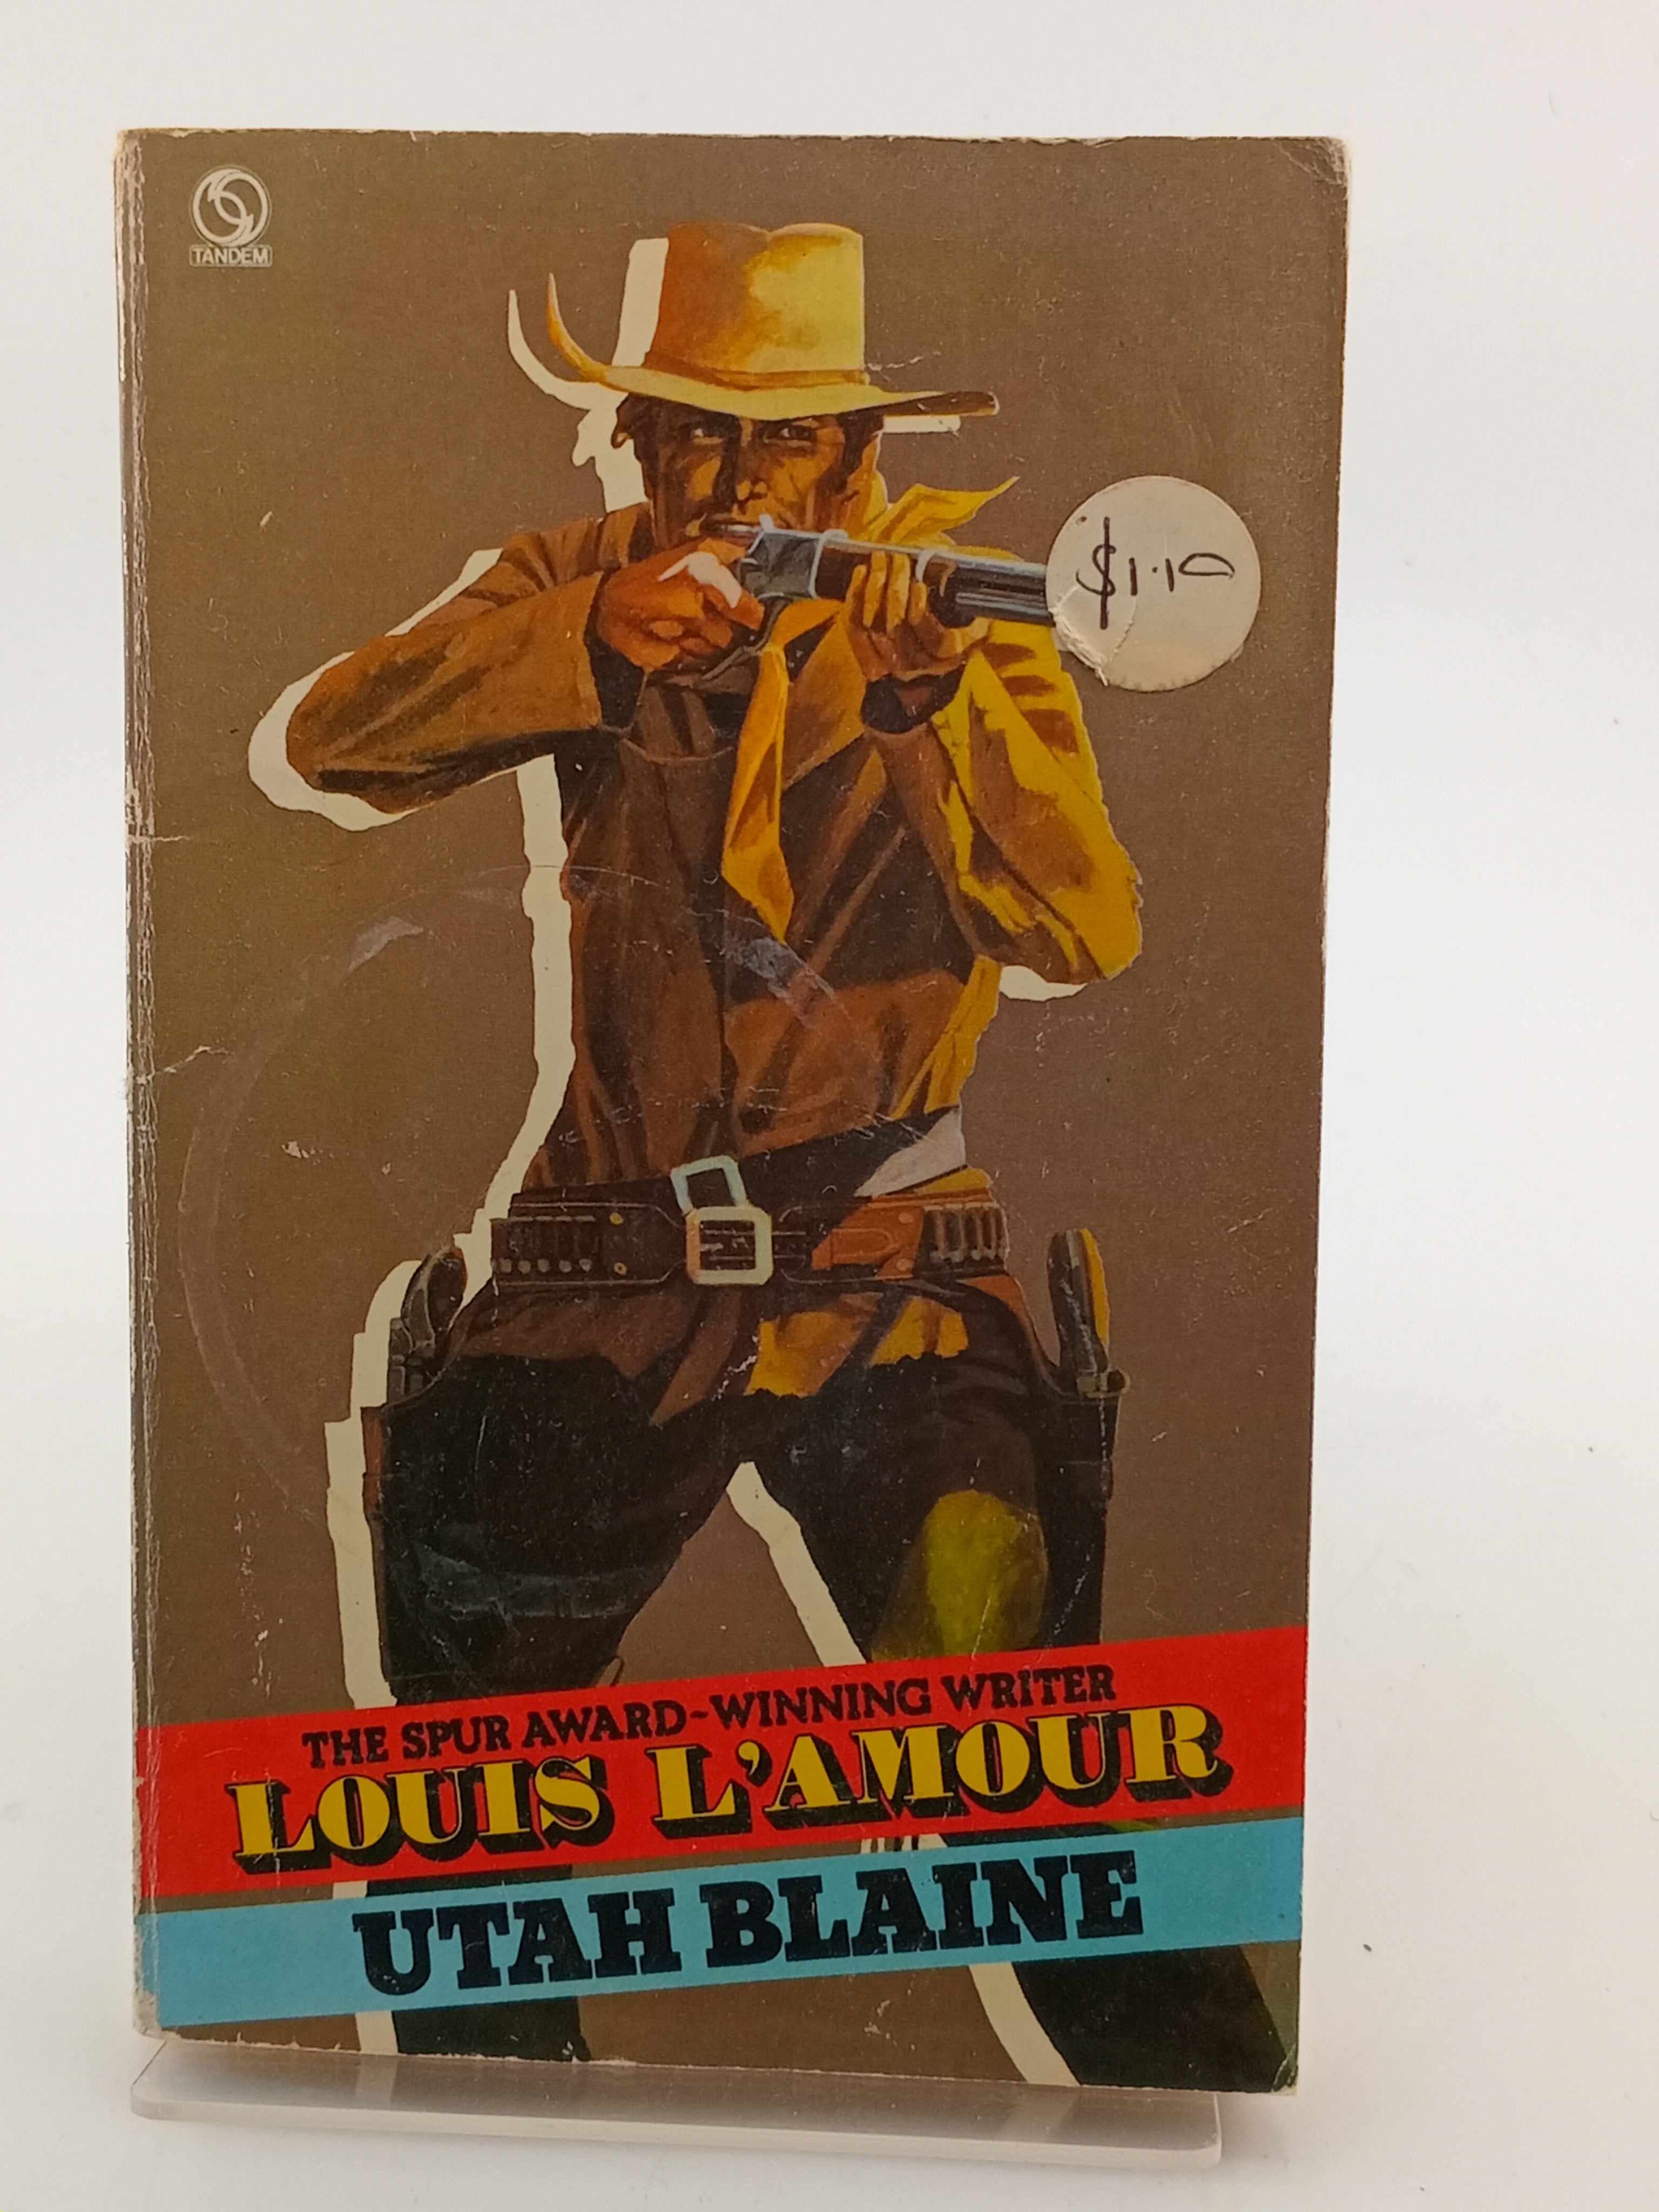 TANDEM
$1.10
THE SPUR AWARD-WINNING WRITER
LOUIS L'AMOUR
UTAH BLAINE